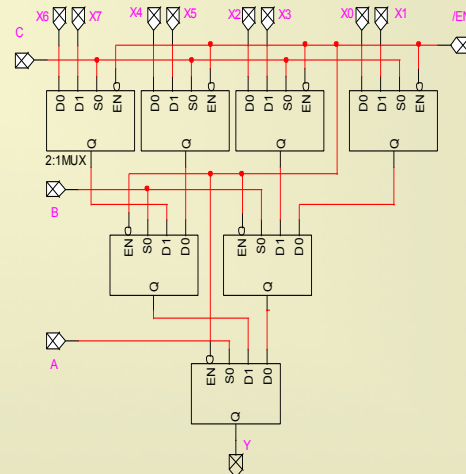 X6 X7 X4 X5 X2 X3 X0 X1 /EN
C
D0 D1 S0 EN D0 D1 S0 EN D0 D1 S0 EN D0 D1 S0 EN
Q Q Q Q
2:1MUX
B
EN S0 D1 D0 EN S0 D1 D0
Q Q
A
EN S0 D1 D0
Q
Y